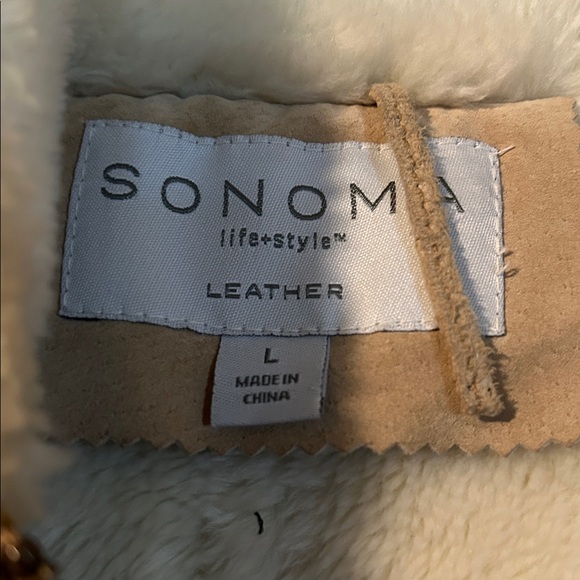 SONOMA
life+style™
LEATHER
L
MADE IN
CHINA